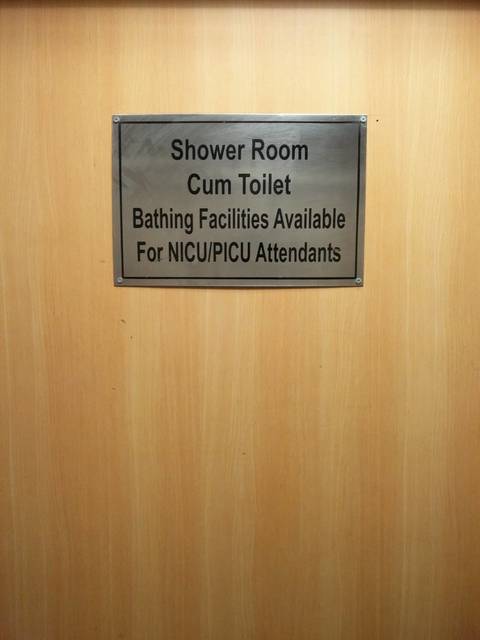 Shower Room
Cum Toilet
Bathing Facilities Available
For NICU/PICU Attendants